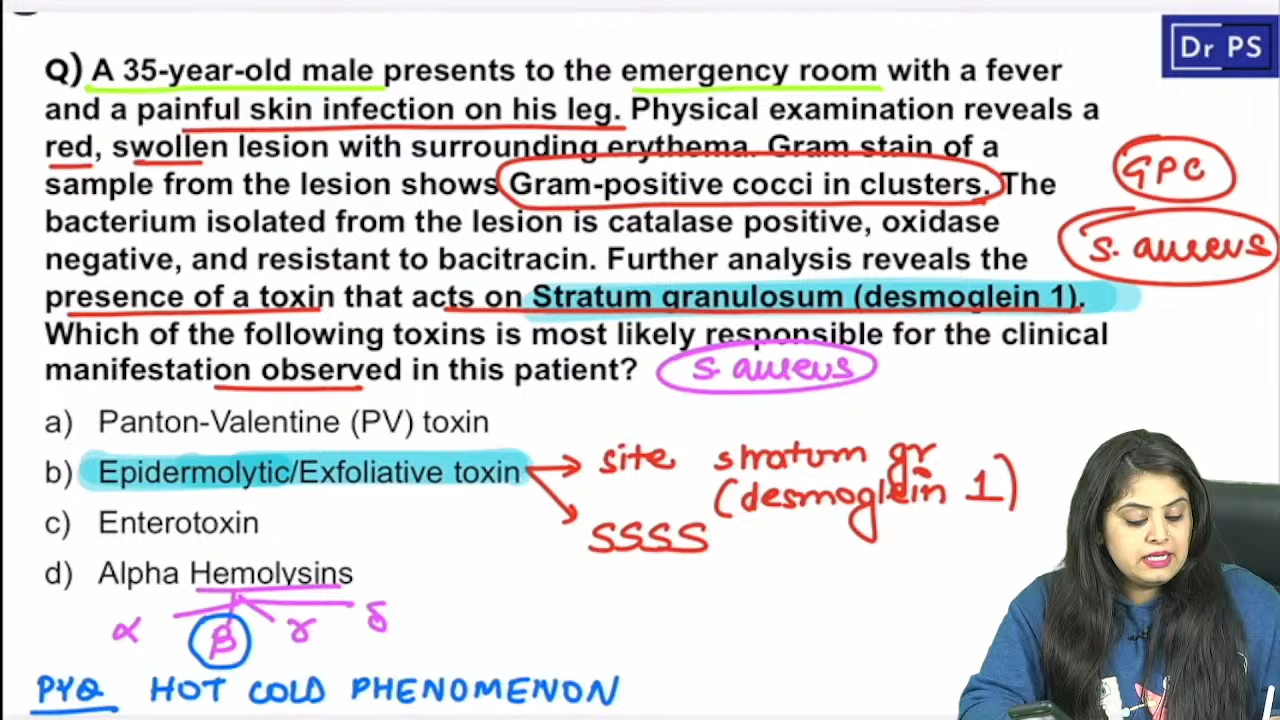 Dr PS
Q) A 35-year-old male presents to the emergency room with a fever
and a painful skin infection on his leg. Physical examination reveals a
red, swollen lesion with surrounding erythema. Gram stain of a
sample from the lesion shows Gram-positive cocci in clusters. The
bacterium isolated from the lesion is catalase positive, oxidase
negative, and resistant to bacitracin. Further analysis reveals the
presence of a toxin that acts on Stratum granulosum (desmoglein 1).
Which of the following toxins is most likely responsible for the clinical
manifestation observed in this patient?
GPC
S. aureus
S. aureus
a) Panton-Valentine (PV) toxin
b) Epidermolytic/Exfoliative toxin
site stratum gr
(desmoglein 1)
SSSS
c) Enterotoxin
d) Alpha Hemolysins
α β γ δ
PYQ HOT COLD PHENOMENON